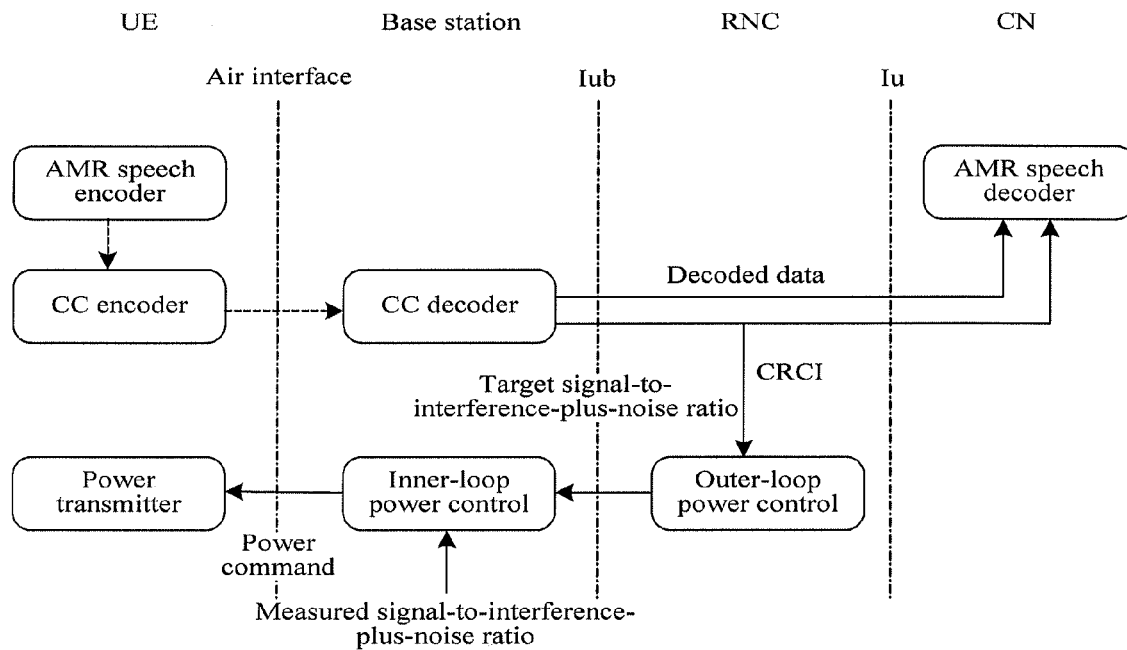 UE
Base station
RNC
CN
Air interface
Iub
Iu
AMR speech
encoder
AMR speech
decoder
CC encoder
CC decoder
Decoded data
CRCI
Target signal-to-
interference-plus-noise ratio
Power
transmitter
Inner-loop
power control
Outer-loop
power control
Power
command
Measured signal-to-interference-
plus-noise ratio